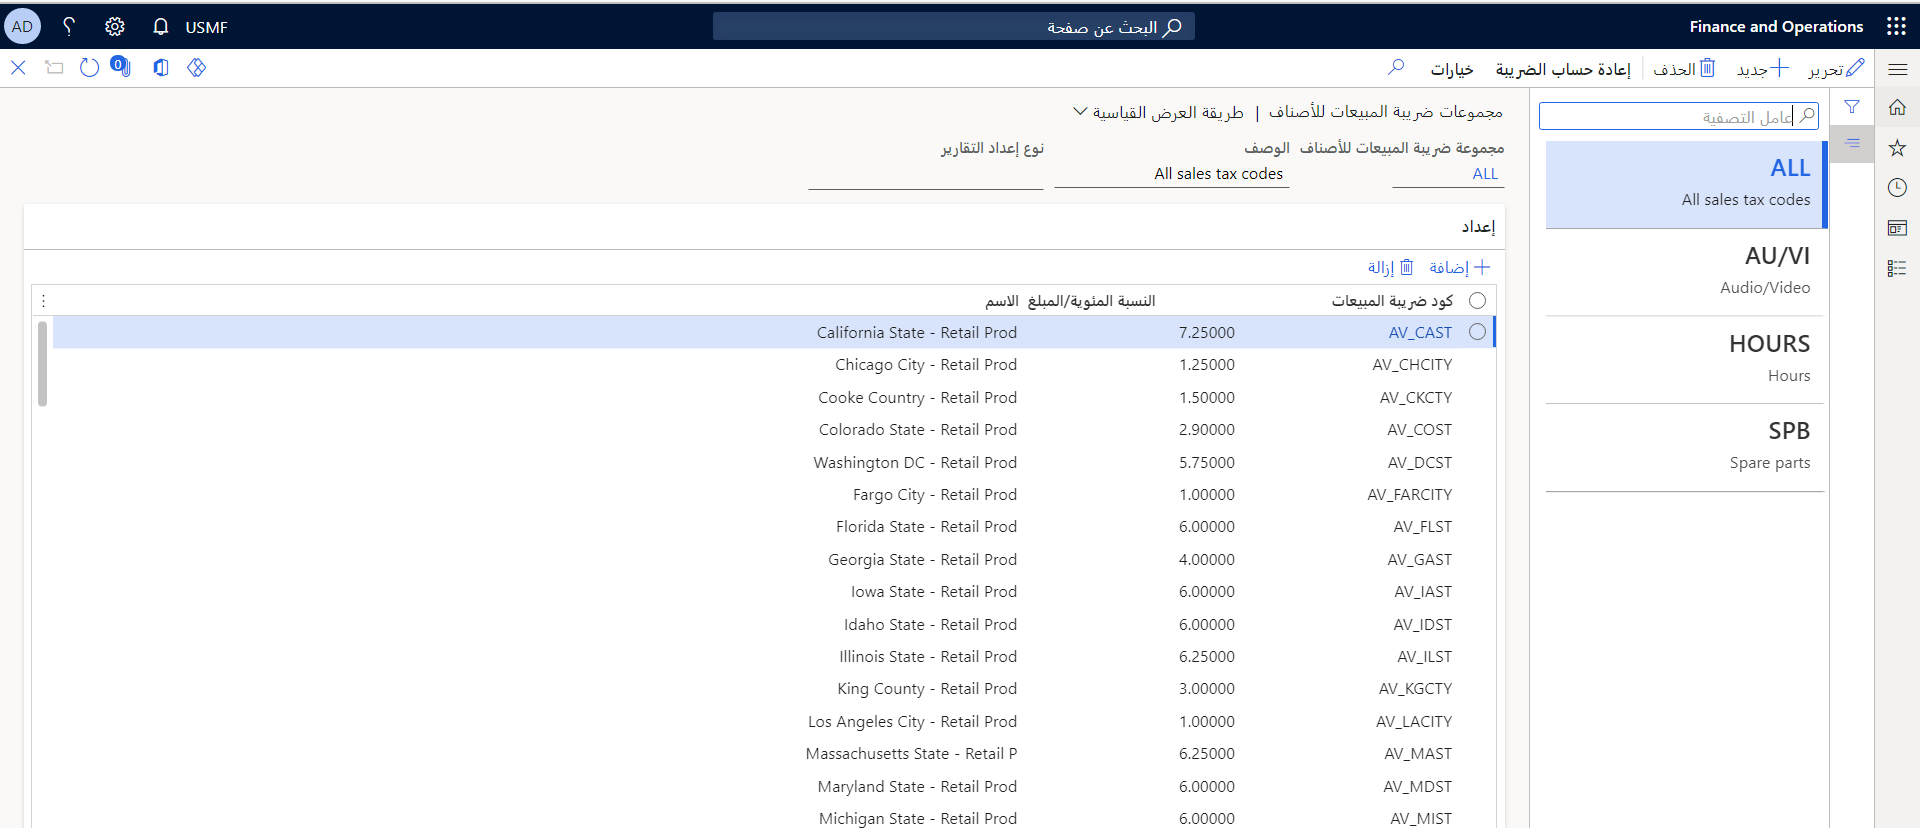 Finance and Operations
البحث عن صفحة
USMF
AD
تحرير
جديد
الحذف
إعادة حساب الضريبة
خيارات
0
عامل التصفية
ALL
All sales tax codes
AU/VI
Audio/Video
HOURS
Hours
SPB
Spare parts
مجموعات ضريبة المبيعات للأصناف | طريقة العرض القياسية
مجموعة ضريبة المبيعات للأصناف الوصف نوع إعداد التقارير
ALL All sales tax codes
إعداد
إضافة إزالة
كود ضريبة المبيعات النسبة المئوية/المبلغ الاسم
AV_CAST 7.25000 California State - Retail Prod
AV_CHCITY 1.25000 Chicago City - Retail Prod
AV_CKCTY 1.50000 Cooke Country - Retail Prod
AV_COST 2.90000 Colorado State - Retail Prod
AV_DCST 5.75000 Washington DC - Retail Prod
AV_FARCITY 1.00000 Fargo City - Retail Prod
AV_FLST 6.00000 Florida State - Retail Prod
AV_GAST 4.00000 Georgia State - Retail Prod
AV_IAST 6.00000 Iowa State - Retail Prod
AV_IDST 6.00000 Idaho State - Retail Prod
AV_ILST 6.25000 Illinois State - Retail Prod
AV_KGCTY 3.00000 King County - Retail Prod
AV_LACITY 1.00000 Los Angeles City - Retail Prod
AV_MAST 6.25000 Massachusetts State - Retail P
AV_MDST 6.00000 Maryland State - Retail Prod
AV_MIST 6.00000 Michigan State - Retail Prod